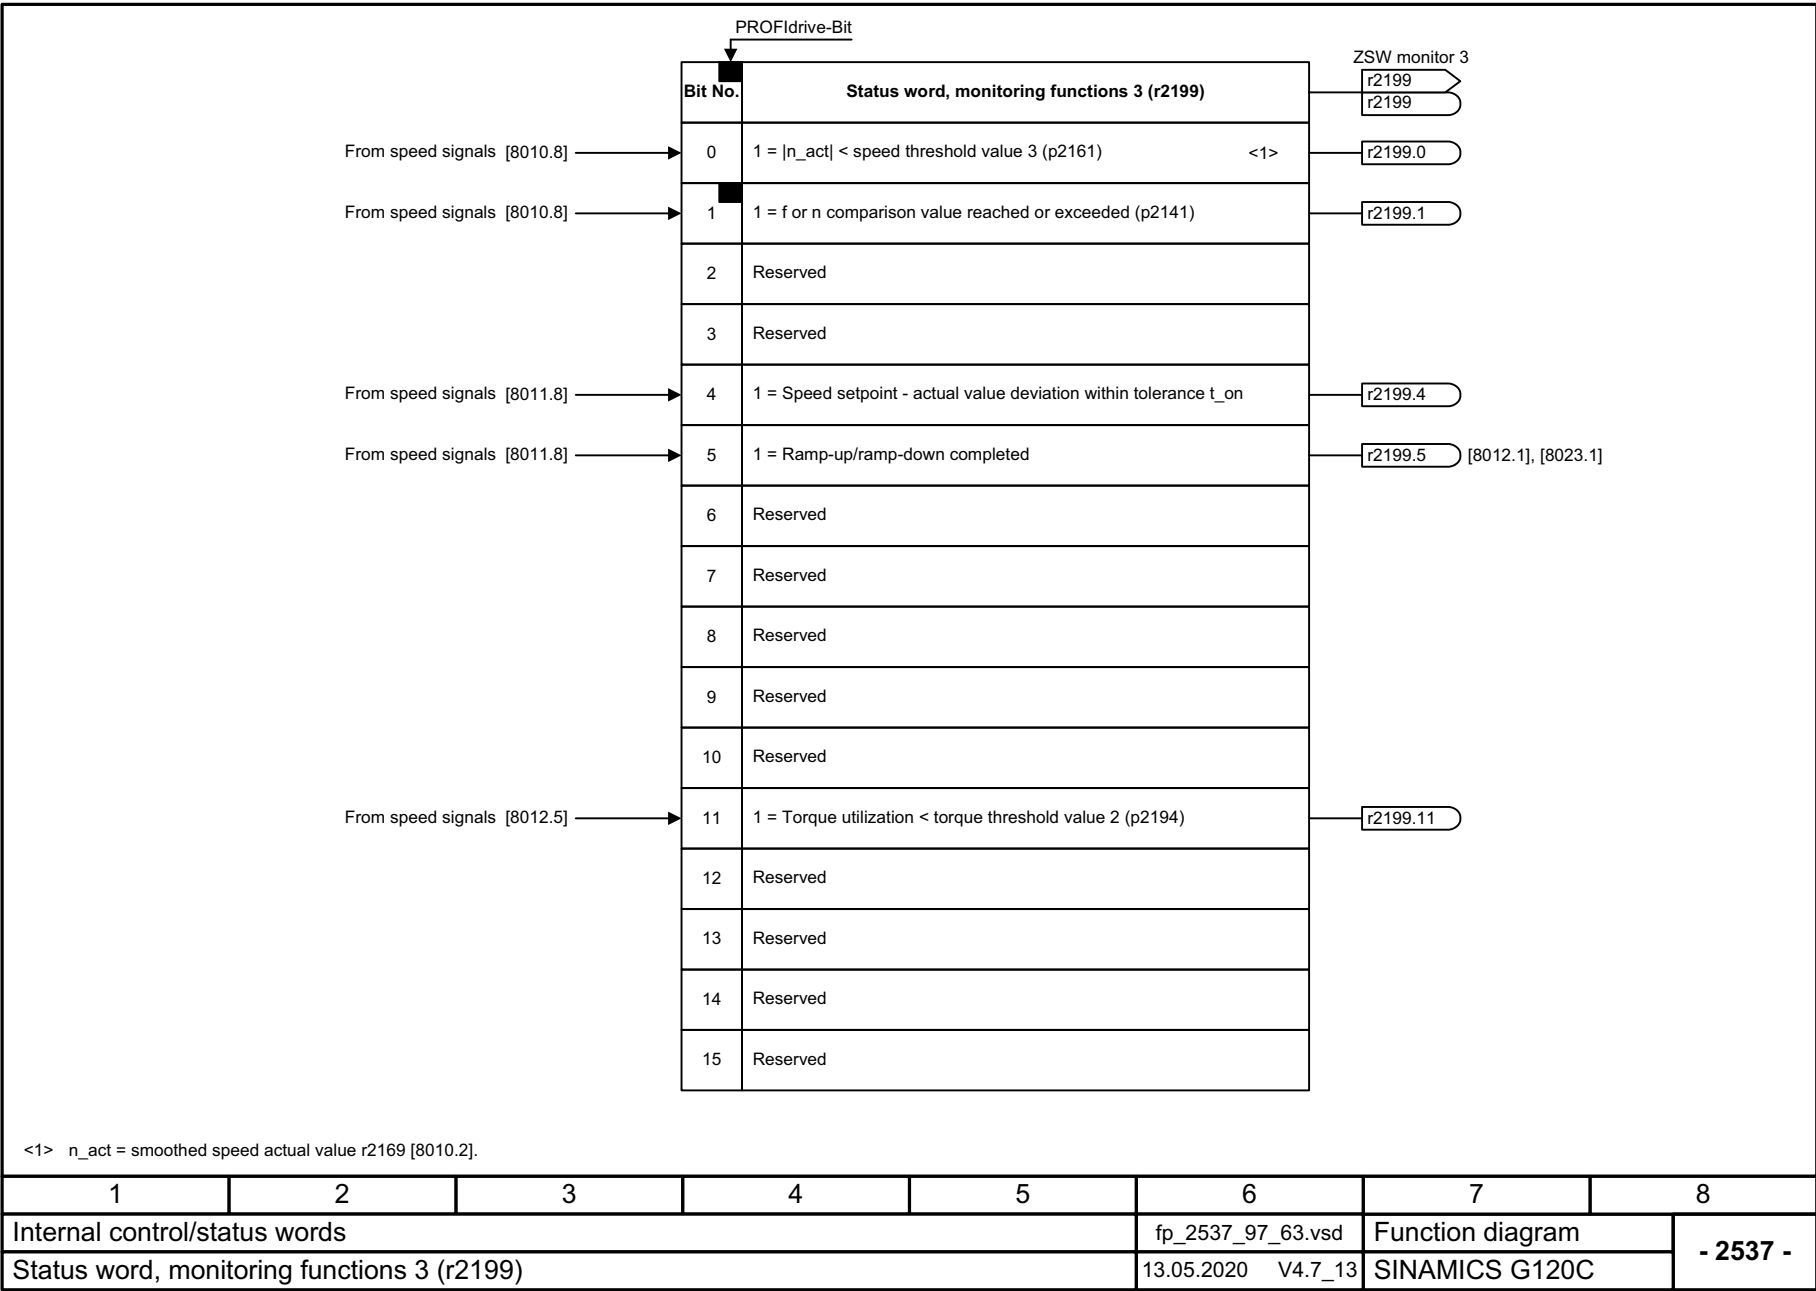 PROFIdrive-Bit
ZSW monitor 3
Bit No. Status word, monitoring functions 3 (r2199) r2199
r2199
From speed signals [8010.8] 0 1 = |n_act| < speed threshold value 3 (p2161) <1> r2199.0
From speed signals [8010.8] 1 1 = f or n comparison value reached or exceeded (p2141) r2199.1
2 Reserved
3 Reserved
From speed signals [8011.8] 4 1 = Speed setpoint - actual value deviation within tolerance t_on r2199.4
From speed signals [8011.8] 5 1 = Ramp-up/ramp-down completed r2199.5 [8012.1], [8023.1]
6 Reserved
7 Reserved
8 Reserved
9 Reserved
10 Reserved
From speed signals [8012.5] 11 1 = Torque utilization < torque threshold value 2 (p2194) r2199.11
12 Reserved
13 Reserved
14 Reserved
15 Reserved
<1> n_act = smoothed speed actual value r2169 [8010.2].
1 2 3 4 5 6 7 8
Internal control/status words fp_2537_97_63.vsd Function diagram - 2537 -
Status word, monitoring functions 3 (r2199) 13.05.2020 V4.7_13 SINAMICS G120C